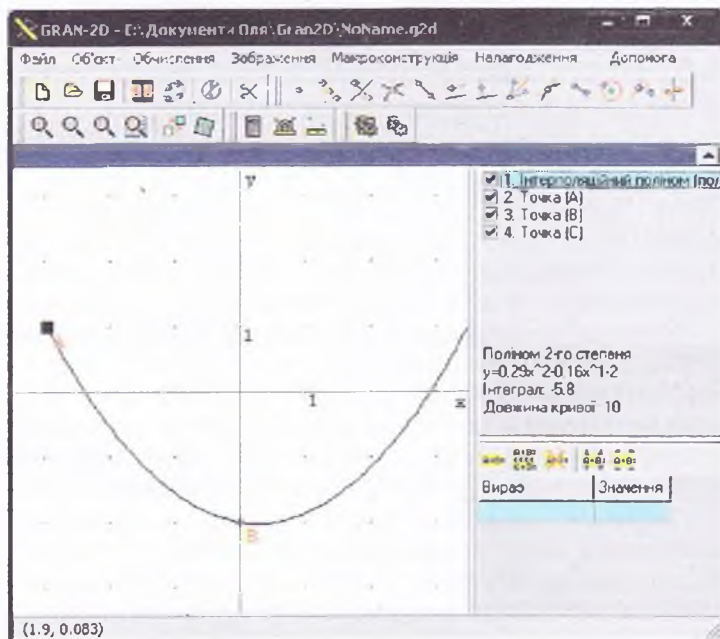 GRAN-2D - E:\Документи Оля\Gran2D\NoName.g2d
Файл Об'єкт Обчислення Зображення Макроконструкція Налагодження Допомога
Y
1. Інтерполяційний поліном (пол
2. Точка (A)
3. Точка (B)
4. Точка (C)
A
1
1
x
B
Поліном 2-го степеня
y=0.29x^2-0.16x^1-2
Інтеграл: -5.8
Довжина кривої: 10
Вираз Значення
(1.9, 0.083)